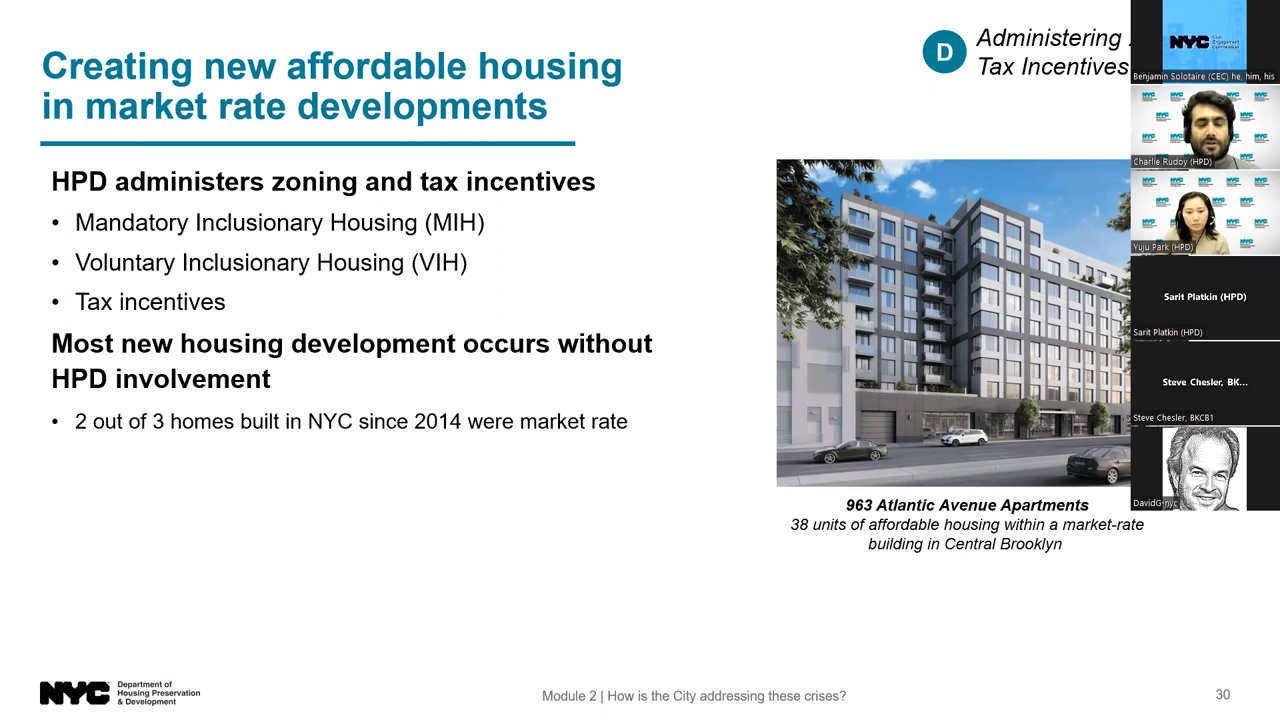 Creating new affordable housing
in market rate developments
D
Administering
Tax Incentives
HPD administers zoning and tax incentives
• Mandatory Inclusionary Housing (MIH)
• Voluntary Inclusionary Housing (VIH)
• Tax incentives
Most new housing development occurs without
HPD involvement
• 2 out of 3 homes built in NYC since 2014 were market rate
963 Atlantic Avenue Apartments
38 units of affordable housing within a market-rate
building in Central Brooklyn
NYC
Department of
Housing Preservation
& Development
Module 2 | How is the City addressing these crises?
30
NYC Civic
Engagement
Commission
Benjamin Solotaire (CEC) he, him, his
Charlie Rudoy (HPD)
Yuju Park (HPD)
Sarit Platkin (HPD)
Sarit Platkin (HPD)
Steve Chesler, BK...
Steve Chesler, BKCB1
DavidG-nyc